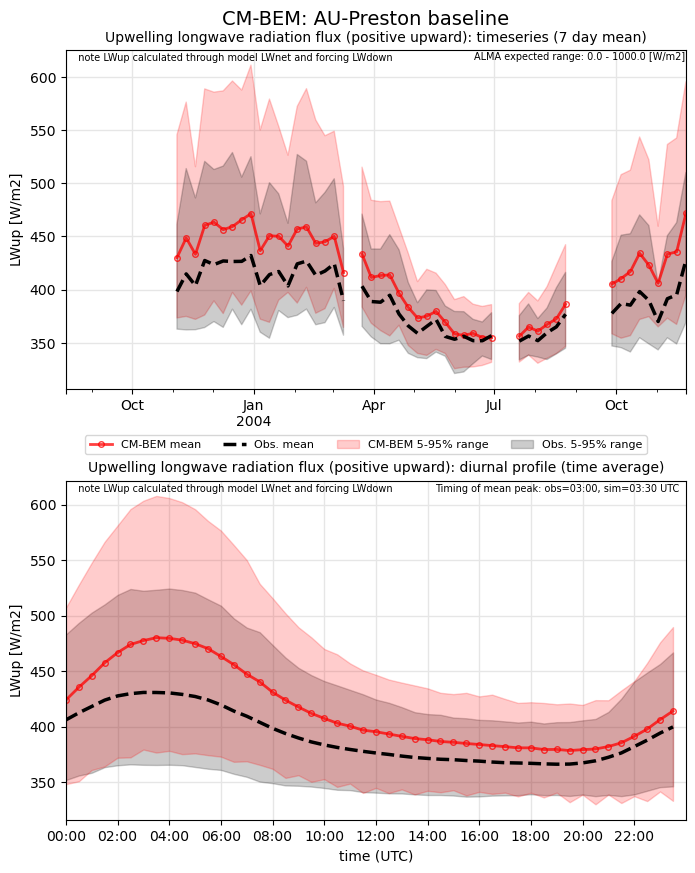 CM-BEM: AU-Preston baseline
Upwelling longwave radiation flux (positive upward): timeseries (7 day mean)
note LWup calculated through model LWnet and forcing LWdown
ALMA expected range: 0.0 - 1000.0 [W/m2]
600
550
500
450
400
350
LWup [W/m2]
Oct
Jan
2004
Apr
Jul
Oct
CM-BEM mean
Obs. mean
CM-BEM 5-95% range
Obs. 5-95% range
Upwelling longwave radiation flux (positive upward): diurnal profile (time average)
note LWup calculated through model LWnet and forcing LWdown
Timing of mean peak: obs=03:00, sim=03:30 UTC
600
550
500
450
400
350
LWup [W/m2]
00:00
02:00
04:00
06:00
08:00
10:00
12:00
14:00
16:00
18:00
20:00
22:00
time (UTC)